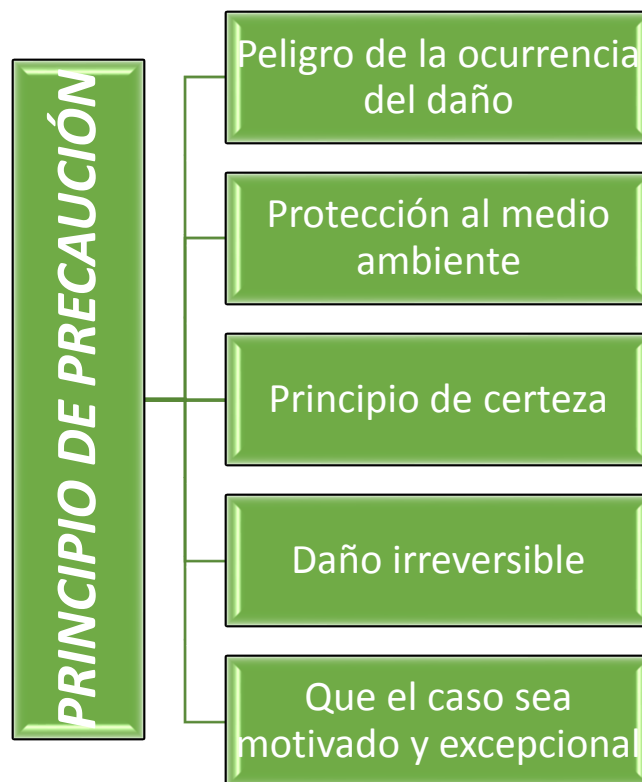 PRINCIPIO DE PRECAUCIÓN
Peligro de la ocurrencia
del daño
Protección al medio
ambiente
Principio de certeza
Daño irreversible
Que el caso sea
motivado y excepcional